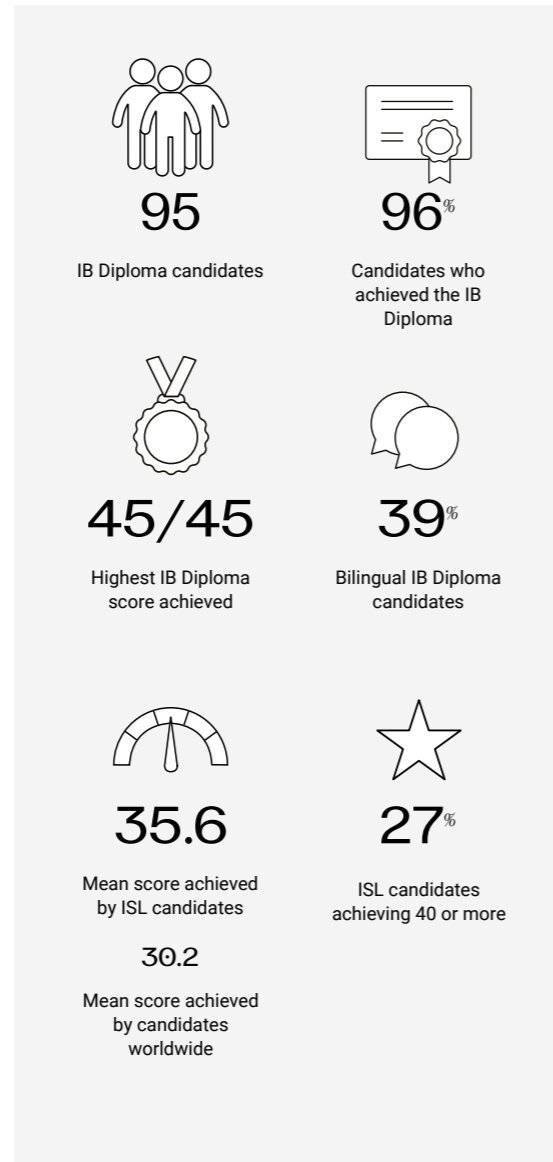 95
IB Diploma candidates
96%
Candidates who
achieved the IB
Diploma
45/45
Highest IB Diploma
score achieved
39%
Bilingual IB Diploma
candidates
35.6
Mean score achieved
by ISL candidates
30.2
Mean score achieved
by candidates
worldwide
27%
ISL candidates
achieving 40 or more